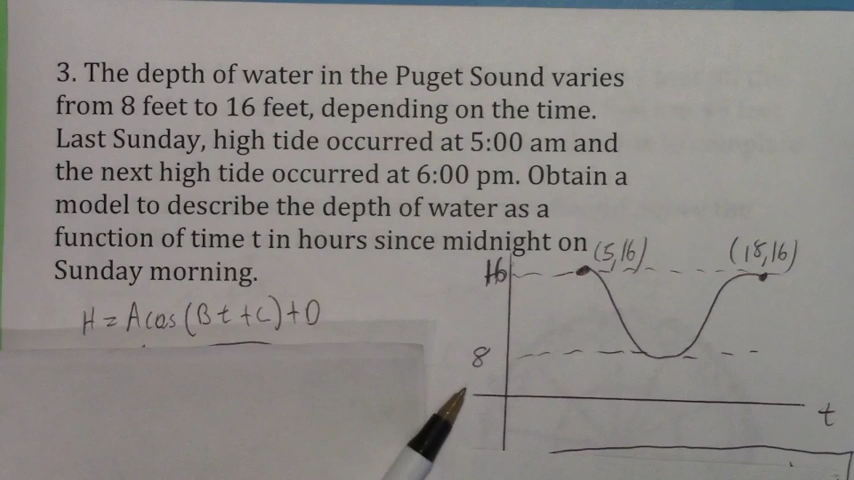 3. The depth of water in the Puget Sound varies
from 8 feet to 16 feet, depending on the time.
Last Sunday, high tide occurred at 5:00 am and
the next high tide occurred at 6:00 pm. Obtain a
model to describe the depth of water as a
function of time t in hours since midnight on
Sunday morning.
(5,16) (18,16)
16
H = A cos (Bt + C) + D
8
t